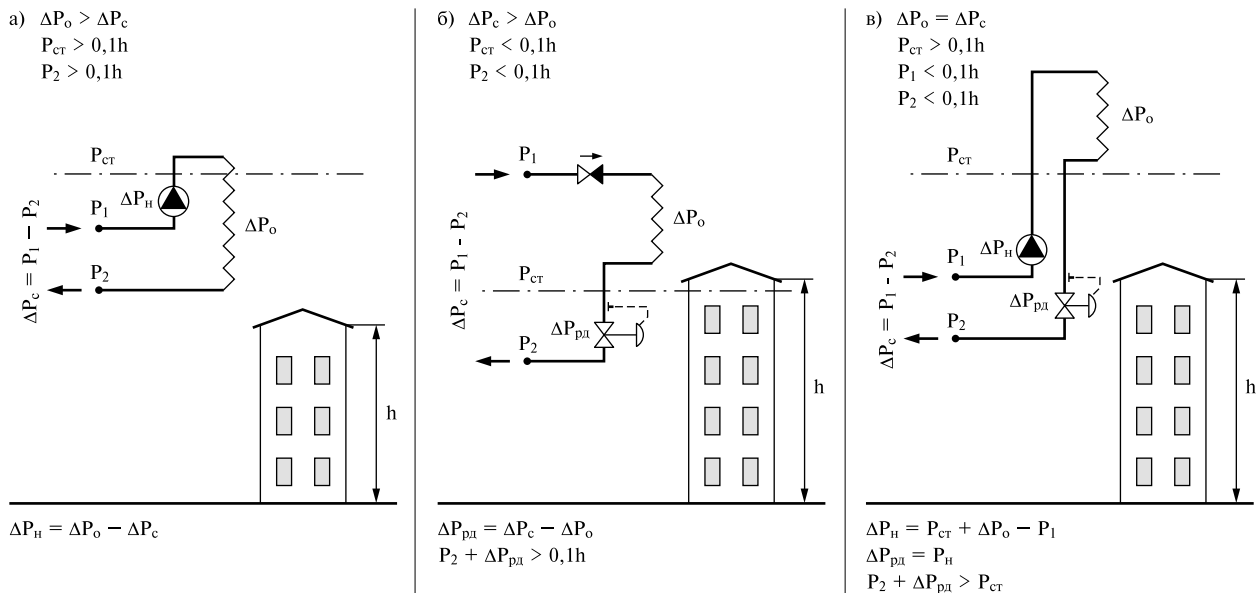 а) ΔPо > ΔPс
Pст > 0,1h
P2 > 0,1h
Pст
ΔPн
P1
ΔPо
P2
ΔPс = P1 − P2
h
ΔPн = ΔPо − ΔPс
б) ΔPс > ΔPо
Pст < 0,1h
P2 < 0,1h
P1
ΔPо
Pст
ΔPрд
P2
ΔPс = P1 - P2
h
ΔPрд = ΔPс − ΔPо
P2 + ΔPрд > 0,1h
в) ΔPо = ΔPс
Pст > 0,1h
P1 < 0,1h
P2 < 0,1h
ΔPо
Pст
ΔPн
P1
ΔPрд
P2
ΔPс = P1 - P2
h
ΔPн = Pст + ΔPо − P1
ΔPрд = Pн
P2 + ΔPрд > Pст